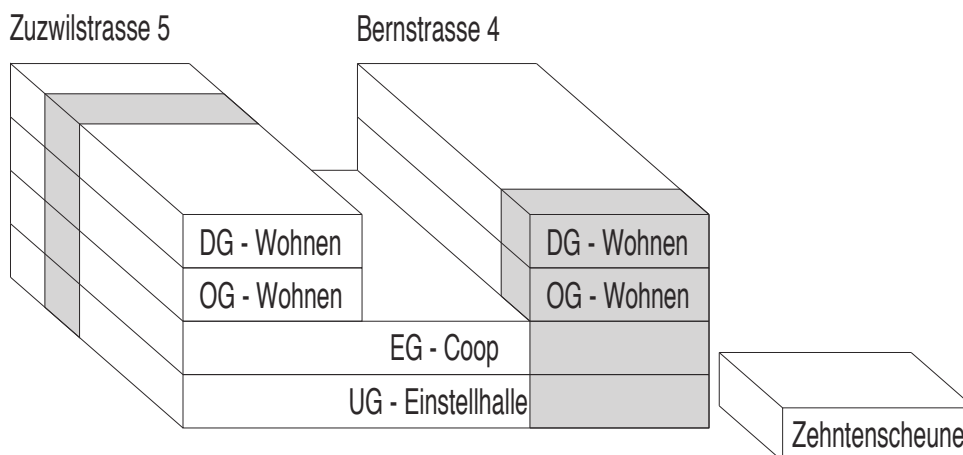 Zuzwilstrasse 5
Bernstrasse 4
DG - Wohnen
DG - Wohnen
OG - Wohnen
OG - Wohnen
EG - Coop
UG - Einstellhalle
Zehntenscheune